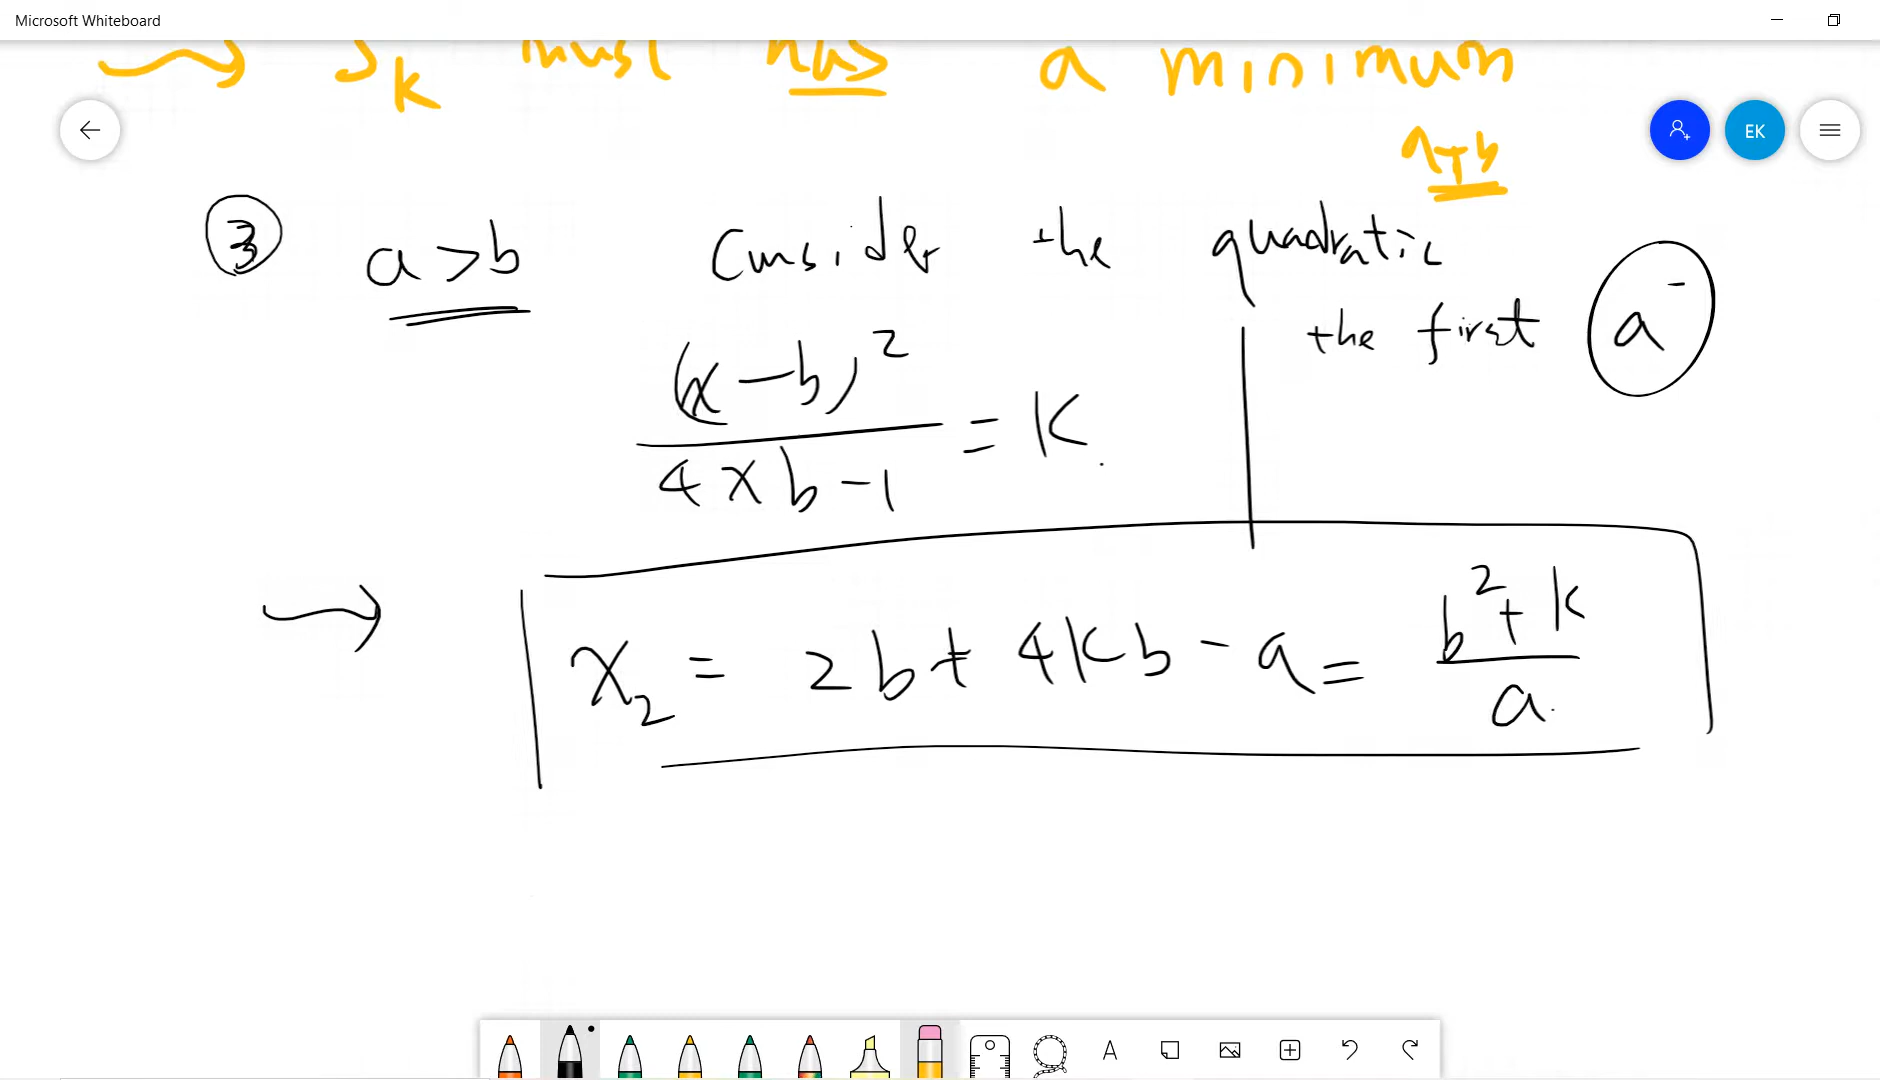 Microsoft Whiteboard
→ S_k must has a minimum
a+b
EK
③ a > b Consider the quadratic
the first a
(x-b)² / (4xb-1) = K
→ x₂ = 2b + 4kb - a = (b² + k) / a
A